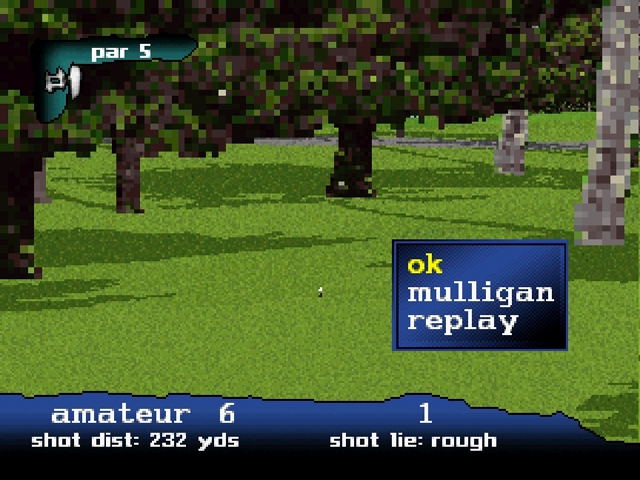 par 5
ok
mulligan
replay
amateur 6 1
shot dist: 232 yds shot lie: rough